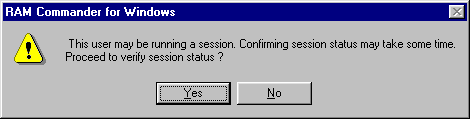 RAM Commander for Windows
This user may be running a session. Confirming session status may take some time.
Proceed to verify session status ?
Yes
No